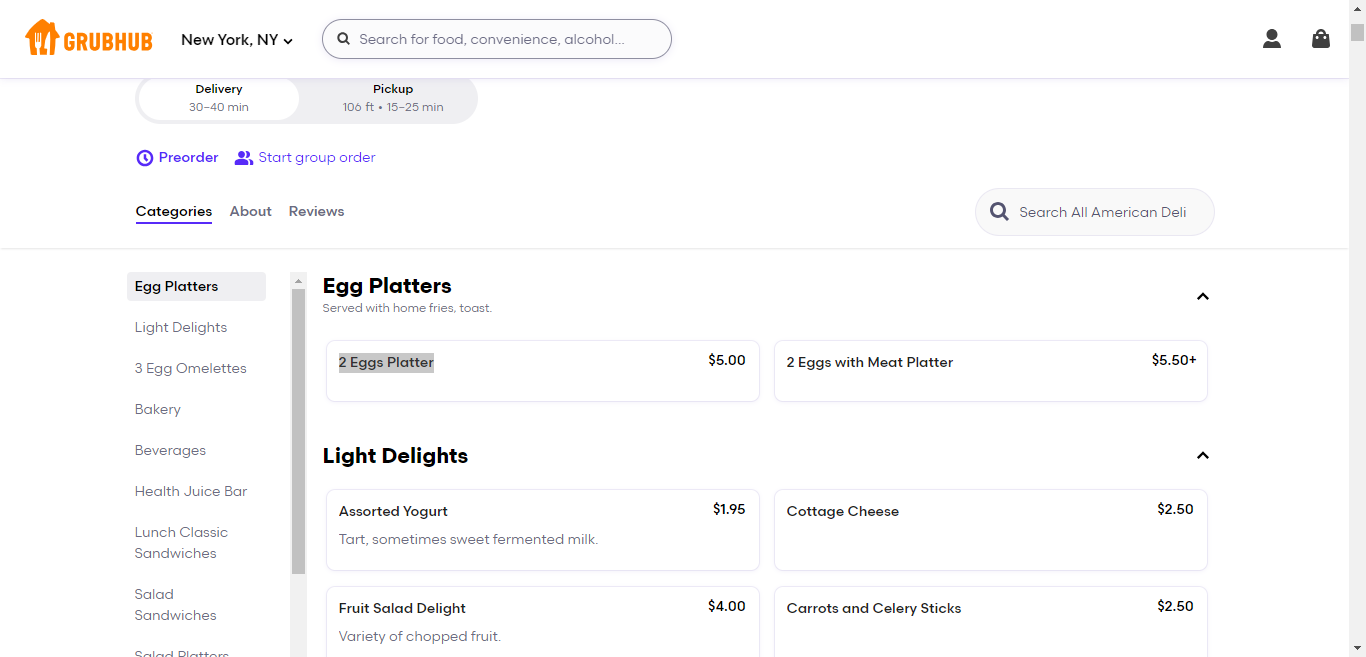 GRUBHUB
New York, NY
Search for food, convenience, alcohol...
Delivery
30–40 min
Pickup
106 ft • 15–25 min
Preorder
Start group order
Categories
About
Reviews
Search All American Deli
Egg Platters
Light Delights
3 Egg Omelettes
Bakery
Beverages
Health Juice Bar
Lunch Classic
Sandwiches
Salad
Sandwiches
Salad Platters
Egg Platters
Served with home fries, toast.
2 Eggs Platter
$5.00
2 Eggs with Meat Platter
$5.50+
Light Delights
Assorted Yogurt
$1.95
Tart, sometimes sweet fermented milk.
Cottage Cheese
$2.50
Fruit Salad Delight
$4.00
Variety of chopped fruit.
Carrots and Celery Sticks
$2.50